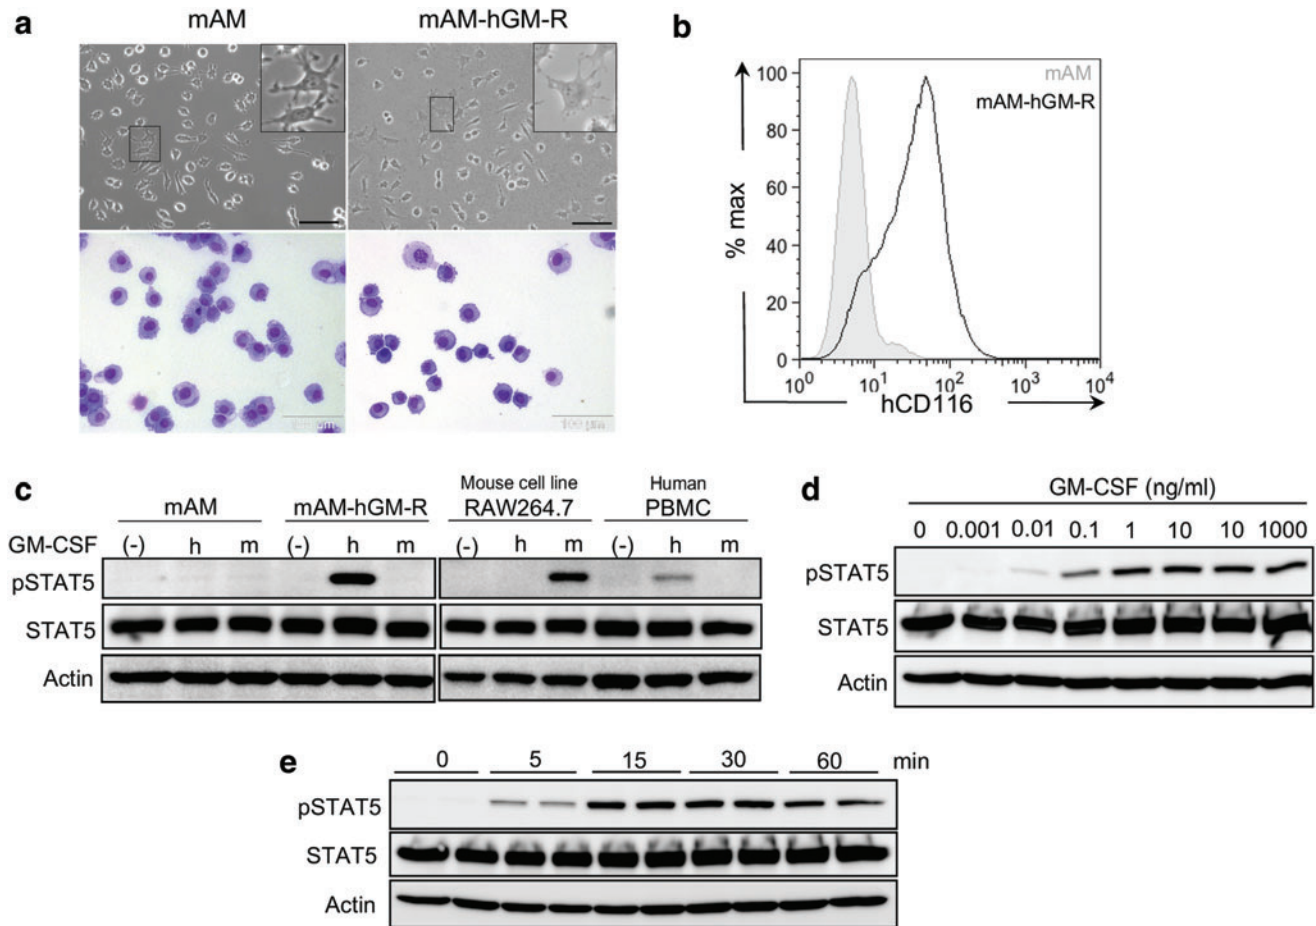 a
mAM
mAM-hGM-R
100 µm
b
100
80
60
40
20
0
% max
mAM
mAM-hGM-R
10⁰ 10¹ 10² 10³ 10⁴
hCD116
c
mAM
mAM-hGM-R
Mouse cell line
RAW264.7
Human
PBMC
GM-CSF (-) h m (-) h m (-) h m (-) h m
pSTAT5
STAT5
Actin
d
GM-CSF (ng/ml)
0 0.001 0.01 0.1 1 10 10 1000
pSTAT5
STAT5
Actin
e
0 5 15 30 60 min
pSTAT5
STAT5
Actin